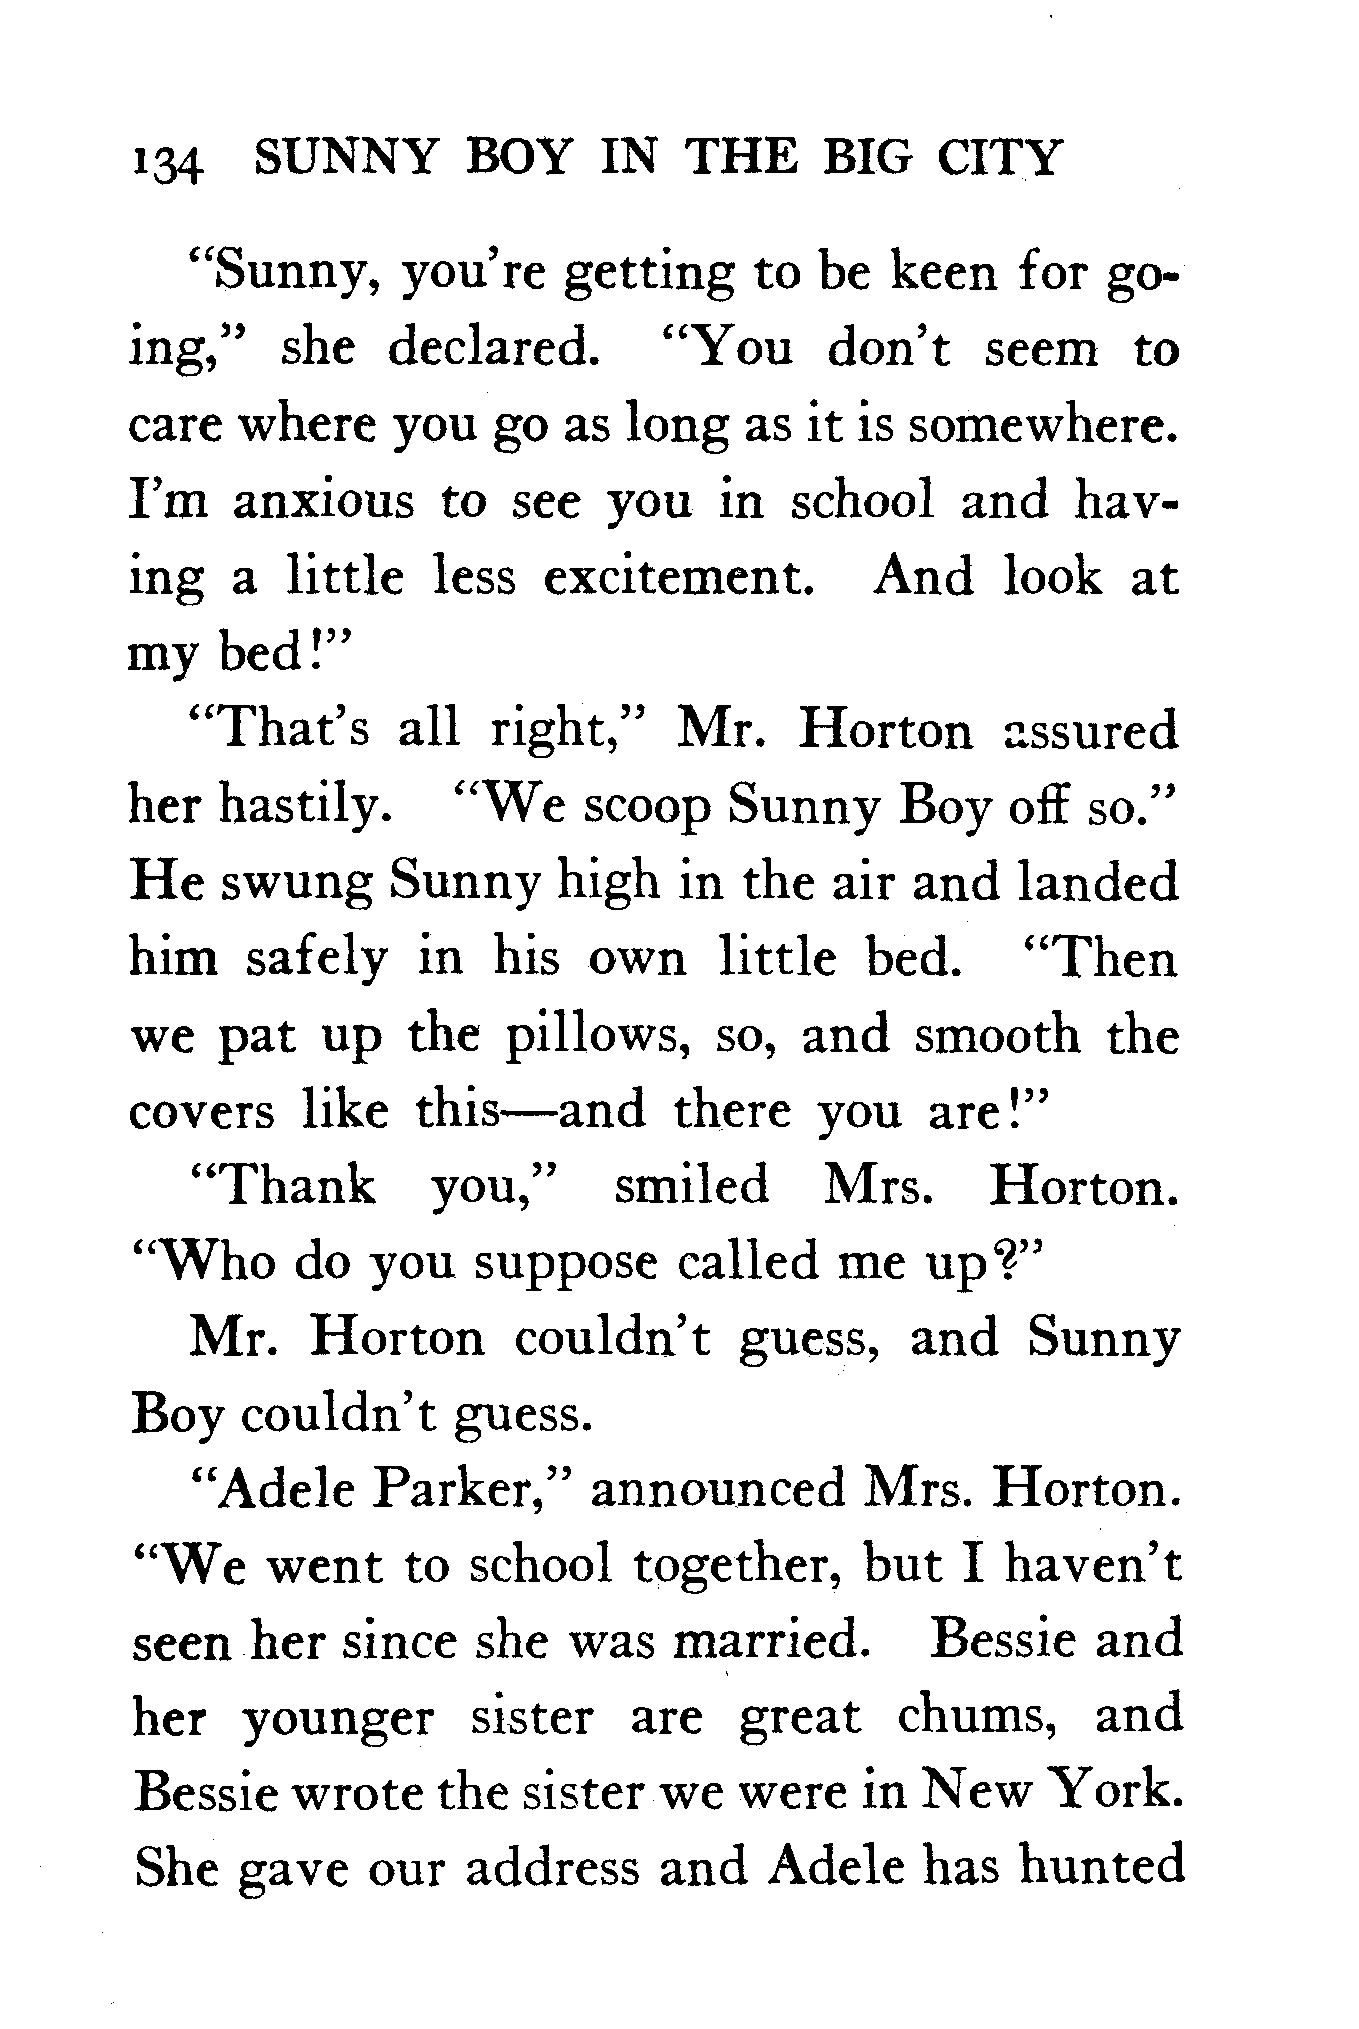 134 SUNNY BOY IN THE BIG CITY
“Sunny, you’re getting to be keen for go-
ing,” she declared. “You don’t seem to
care where you go as long as it is somewhere.
I’m anxious to see you in school and hav-
ing a little less excitement. And look at
my bed!”
“That’s all right,” Mr. Horton assured
her hastily. “We scoop Sunny Boy off so.”
He swung Sunny high in the air and landed
him safely in his own little bed. “Then
we pat up the pillows, so, and smooth the
covers like this—and there you are!”
“Thank you,” smiled Mrs. Horton.
“Who do you suppose called me up?”
Mr. Horton couldn’t guess, and Sunny
Boy couldn’t guess.
“Adele Parker,” announced Mrs. Horton.
“We went to school together, but I haven’t
seen her since she was married. Bessie and
her younger sister are great chums, and
Bessie wrote the sister we were in New York.
She gave our address and Adele has hunted